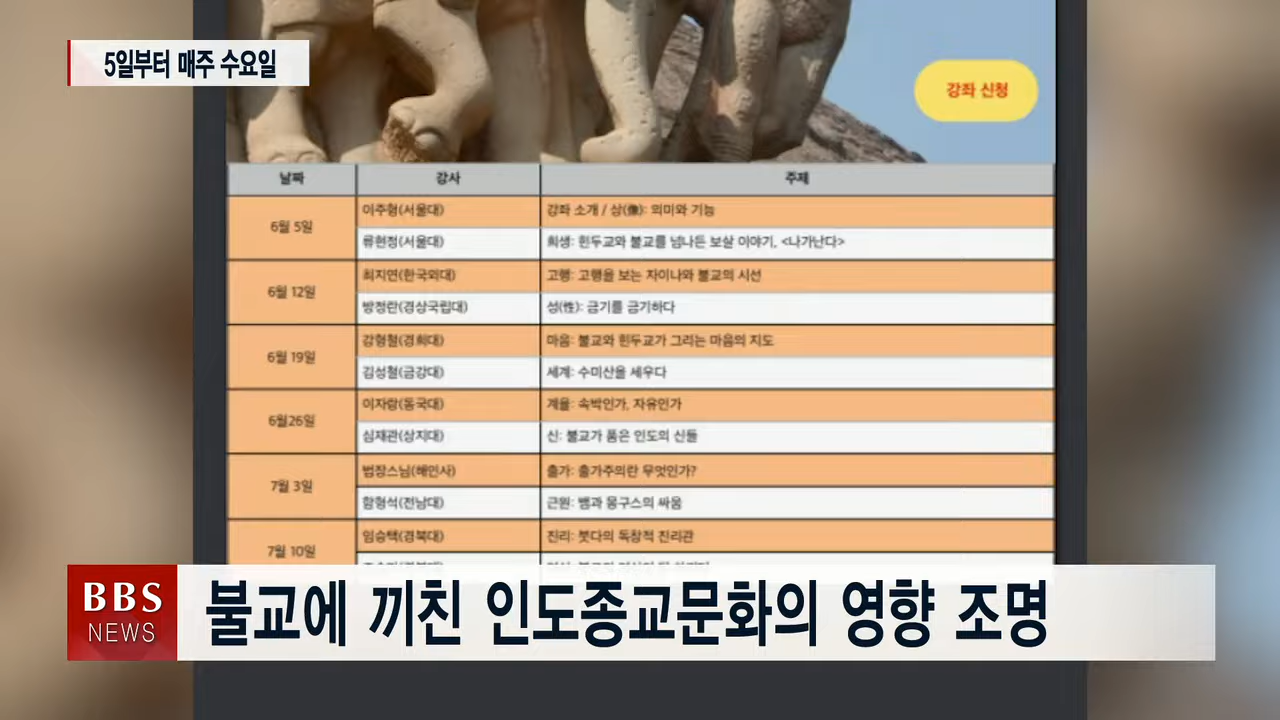 5일부터 매주 수요일
강좌 신청
날짜 강사 주제
6월 5일 이주형(서울대) 강좌 소개 / 상(像): 의미와 기능
류현정(서울대) 희생: 힌두교와 불교를 넘나든 보살 이야기, <나가난다>
6월 12일 최지연(한국외대) 고행: 고행을 보는 자이나와 불교의 시선
방정란(경상국립대) 성(性): 금기를 금기하다
6월 19일 강형철(경희대) 마음: 불교와 힌두교가 그리는 마음의 지도
김성철(금강대) 세계: 수미산을 세우다
6월26일 이자랑(동국대) 계율: 속박인가, 자유인가
심재관(상지대) 신: 불교가 품은 인도의 신들
7월 3일 범장스님(해인사) 출가: 출가주의란 무엇인가?
함형석(전남대) 근원: 뱀과 몽구스의 싸움
7월 10일 임승택(경북대) 진리: 붓다의 독창적 진리관
BBS
NEWS
불교에 끼친 인도종교문화의 영향 조명